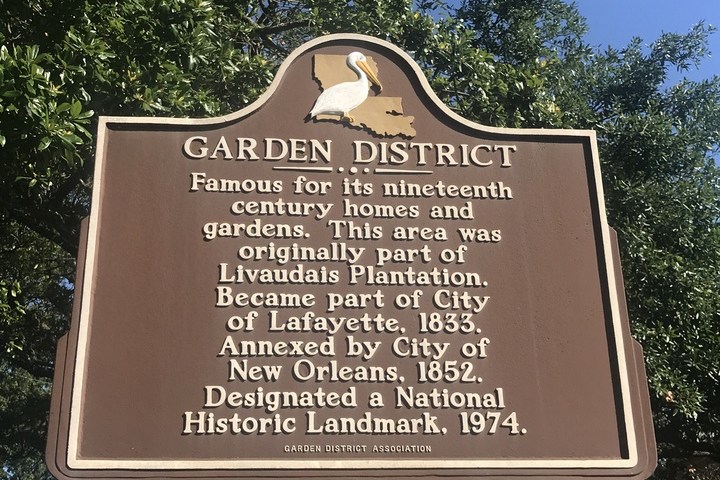 GARDEN DISTRICT
Famous for its nineteenth
century homes and
gardens. This area was
originally part of
Livaudais Plantation.
Became part of City
of Lafayette, 1833.
Annexed by City of
New Orleans, 1852.
Designated a National
Historic Landmark, 1974.
GARDEN DISTRICT ASSOCIATION